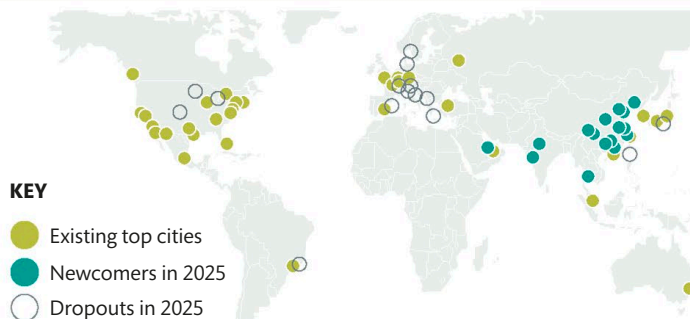 KEY
Existing top cities
Newcomers in 2025
Dropouts in 2025